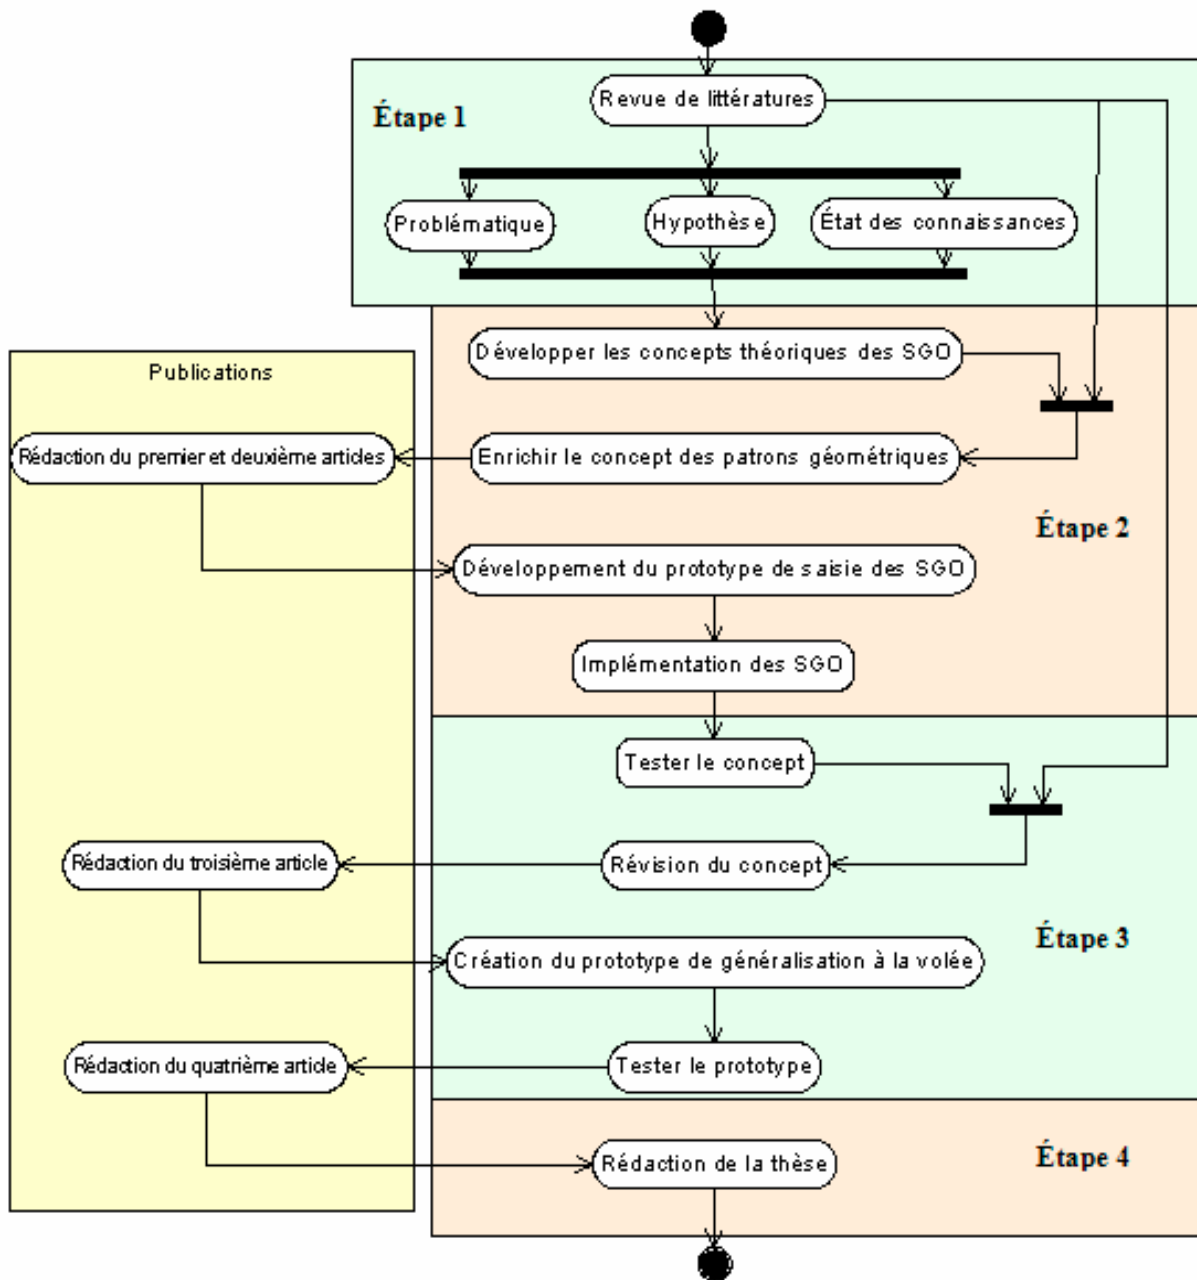 Revue de littératures
Étape 1
Problématique
Hypothèse
État des connaissances
Développer les concepts théoriques des SGO
Publications
Rédaction du premier et deuxième articles
Enrichir le concept des patrons géométriques
Étape 2
Développement du prototype de saisie des SGO
Implémentation des SGO
Tester le concept
Rédaction du troisième article
Révision du concept
Étape 3
Création du prototype de généralisation à la volée
Rédaction du quatrième article
Tester le prototype
Rédaction de la thèse
Étape 4